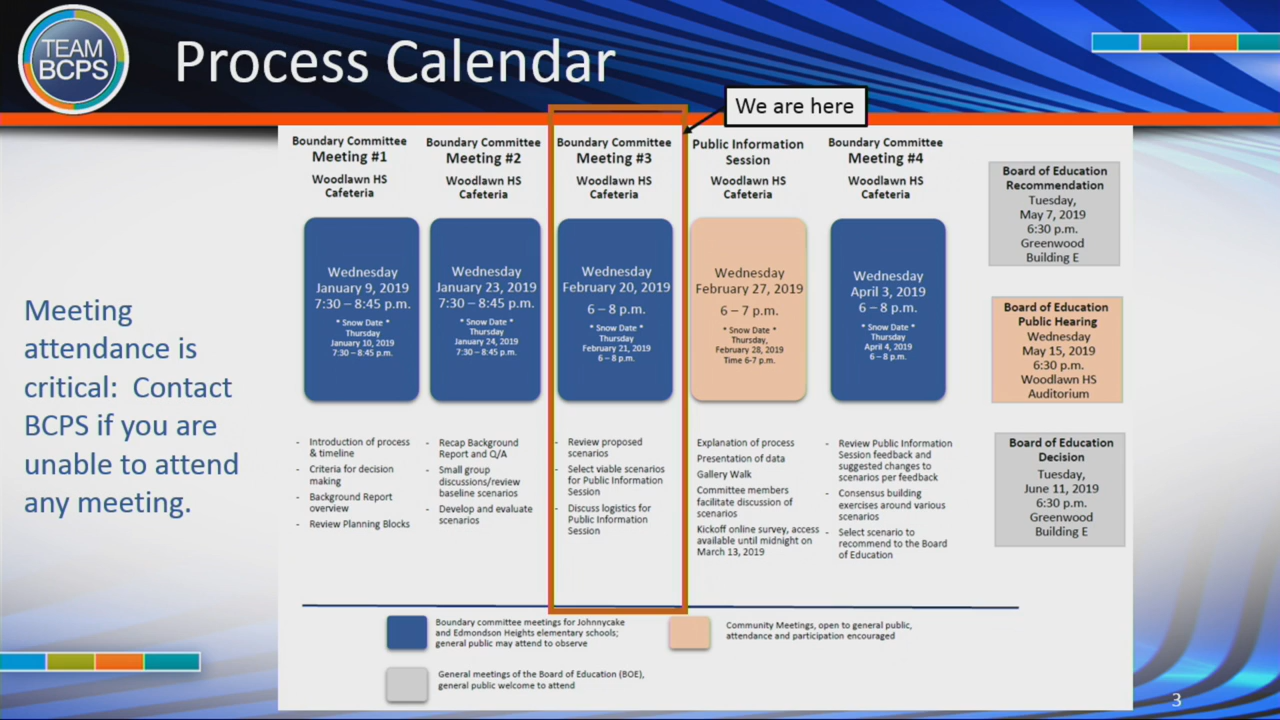 TEAM
BCPS
Process Calendar
We are here
Meeting
attendance is
critical:  Contact
BCPS if you are
unable to attend
any meeting.
Boundary Committee
Meeting #1
Woodlawn HS
Cafeteria
Wednesday
January 9, 2019
7:30 – 8:45 p.m.
* Snow Date *
Thursday
January 10, 2019
7:30 – 8:45 p.m.
- Introduction of process
& timeline
- Criteria for decision
making
- Background Report
overview
- Review Planning Blocks
Boundary Committee
Meeting #2
Woodlawn HS
Cafeteria
Wednesday
January 23, 2019
7:30 – 8:45 p.m.
* Snow Date *
Thursday
January 24, 2019
7:30 – 8:45 p.m.
- Recap Background
Report and Q/A
- Small group
discussions/review
baseline scenarios
- Develop and evaluate
scenarios
Boundary Committee
Meeting #3
Woodlawn HS
Cafeteria
Wednesday
February 20, 2019
6 – 8 p.m.
* Snow Date *
Thursday
February 21, 2019
6 – 8 p.m.
- Review proposed
scenarios
- Select viable scenarios
for Public Information
Session
- Discuss logistics for
Public Information
Session
Public Information
Session
Woodlawn HS
Cafeteria
Wednesday
February 27, 2019
6 – 7 p.m.
* Snow Date *
Thursday,
February 28, 2019
Time 6-7 p.m.
Explanation of process
Presentation of data
Gallery Walk
Committee members
facilitate discussion of
scenarios
Kickoff online survey, access
available until midnight on
March 13, 2019
Boundary Committee
Meeting #4
Woodlawn HS
Cafeteria
Wednesday
April 3, 2019
6 – 8 p.m.
* Snow Date *
Thursday
April 4, 2019
6 – 8 p.m.
- Review Public Information
Session feedback and
suggested changes to
scenarios per feedback
- Consensus building
exercises around various
scenarios
- Select scenario to
recommend to the Board
of Education
Board of Education
Recommendation
Tuesday,
May 7, 2019
6:30 p.m.
Greenwood
Building E
Board of Education
Public Hearing
Wednesday
May 15, 2019
6:30 p.m.
Woodlawn HS
Auditorium
Board of Education
Decision
Tuesday,
June 11, 2019
6:30 p.m.
Greenwood
Building E
Boundary committee meetings for Johnnycake
and Edmondson Heights elementary schools;
general public may attend to observe
Community Meetings, open to general public,
attendance and participation encouraged
General meetings of the Board of Education (BOE),
general public welcome to attend
3